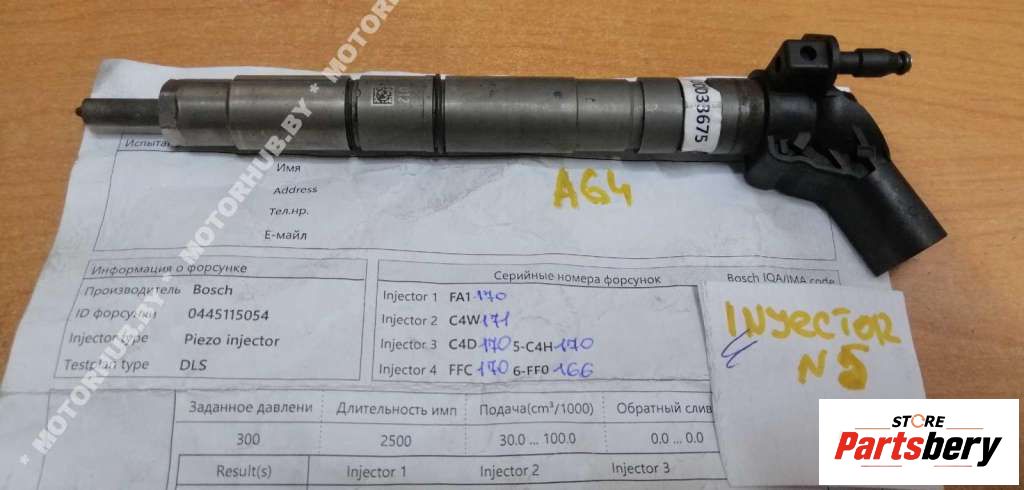 * MOTORHUB.BY * MOTORHUB.BY * MOTORHUB.BY *
210
0033675
A64
Имя
Address
Тел.нр.
Е-майл
Информация о форсунке
Производитель Bosch
ID форсунки 0445115054
Injector type Piezo injector
Testplan type DLS
Серийные номера форсунок
Bosch IQA/IMA code
Injector 1 FA1 170
Injector 2 C4W 171
Injector 3 C4D 170 5-C4H 170
Injector 4 FFC 170 6-FF0 166
INYECTOR
N5
Заданное давлени Длительность имп Подача(cm³/1000) Обратный слив
300 2500 30.0 ... 100.0 0.0 ... 0.0
Result(s) Injector 1 Injector 2 Injector 3
STORE
Partsbery